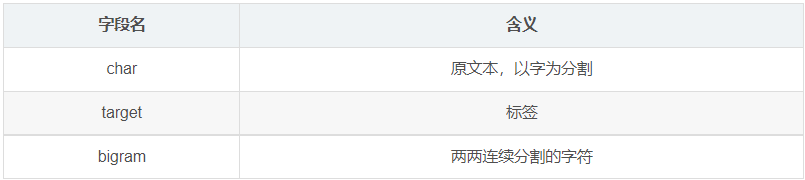 字段名 含义
char 原文本，以字为分割
target 标签
bigram 两两连续分割的字符